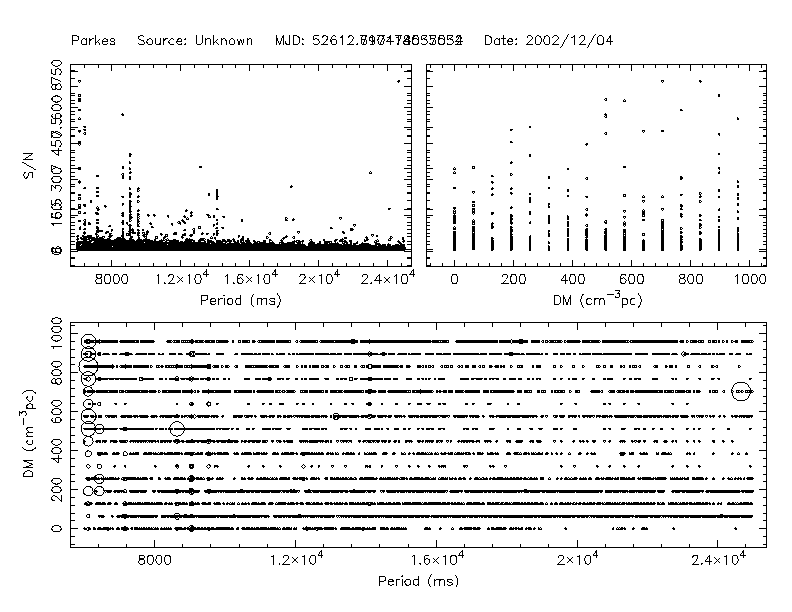 Parkes Source: Unknown MJD: Date: 2002/12/04
S/N
8000 1.2×10⁴ 1.6×10⁴ 2×10⁴ 2.4×10⁴
Period (ms)
0 200 400 600 800 1000
DM (cm⁻³pc)
DM (cm⁻³pc)
0 200 400 600 800 1000
8000 1.2×10⁴ 1.6×10⁴ 2×10⁴ 2.4×10⁴
Period (ms)